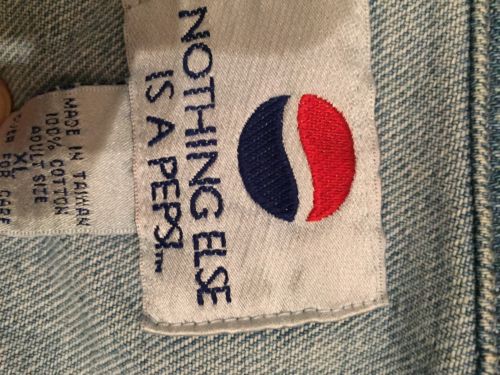 NOTHING ELSE
IS A PEPSI™
MADE IN TAIWAN
100% COTTON
ADULT SIZE
XL
FOR CARE